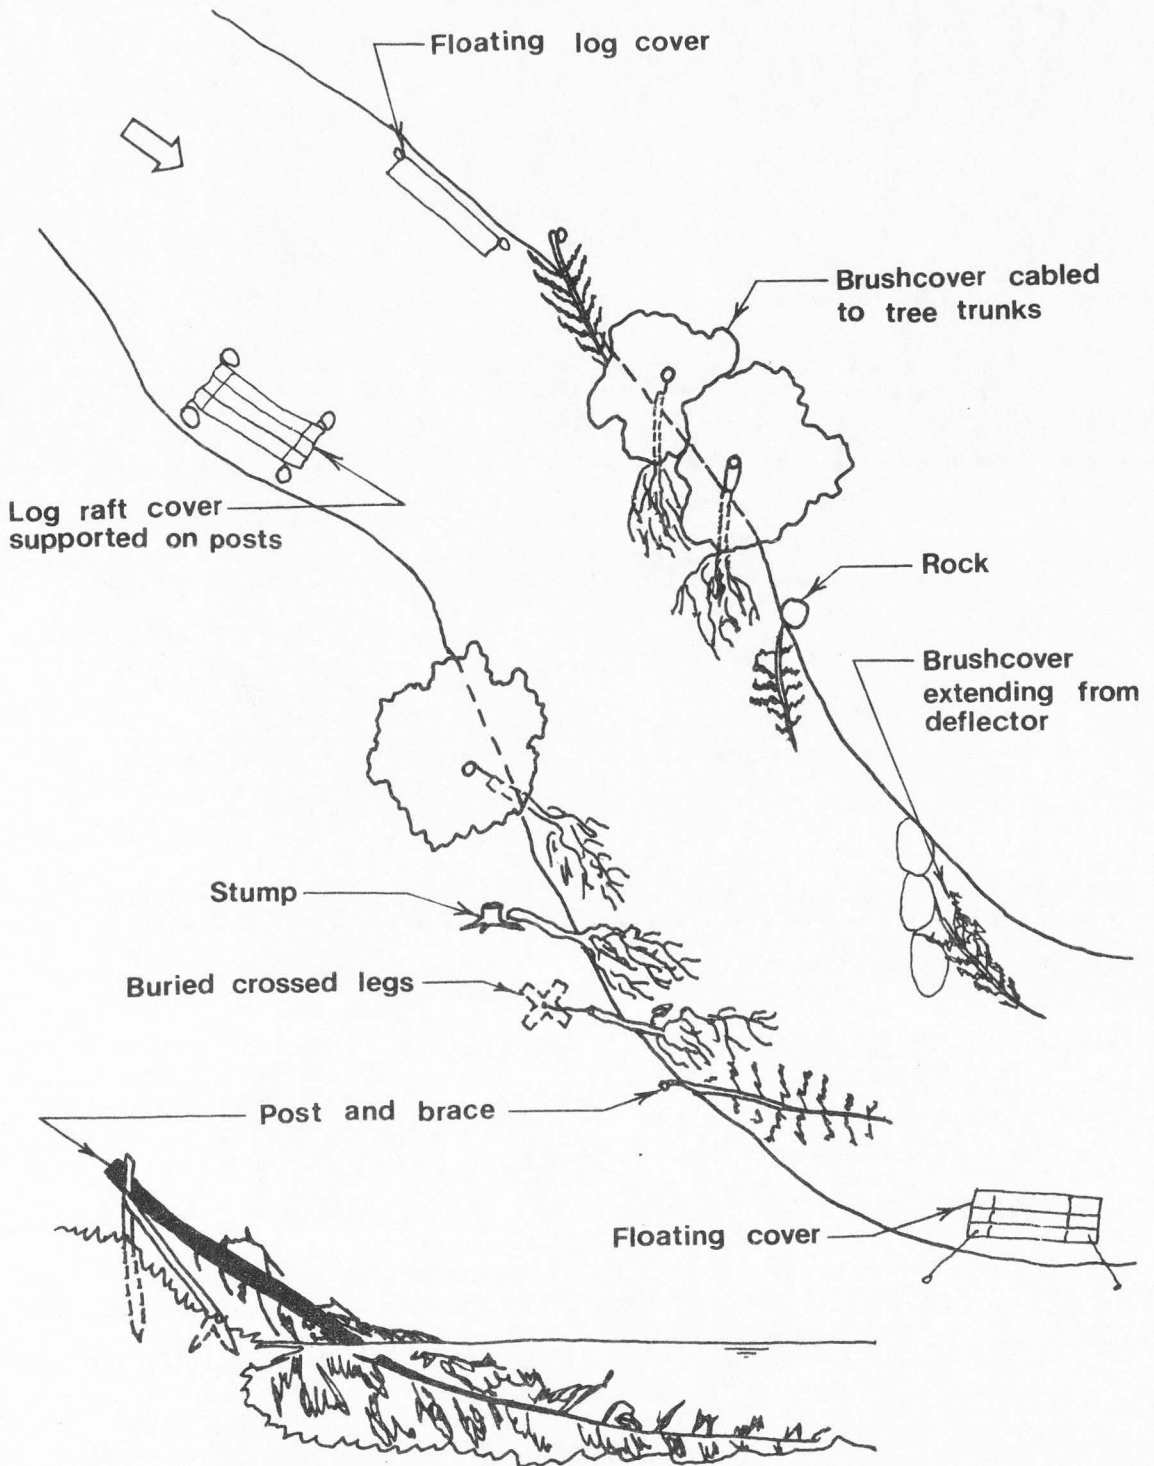 Floating log cover
Brushcover cabled
to tree trunks
Log raft cover
supported on posts
Rock
Brushcover
extending from
deflector
Stump
Buried crossed legs
Post and brace
Floating cover